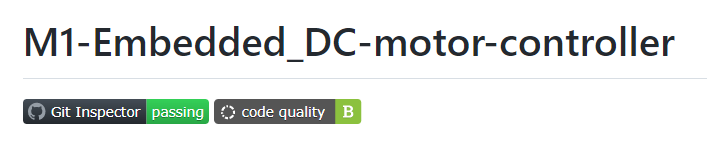 M1-Embedded_DC-motor-controller
Git Inspector passing code quality B